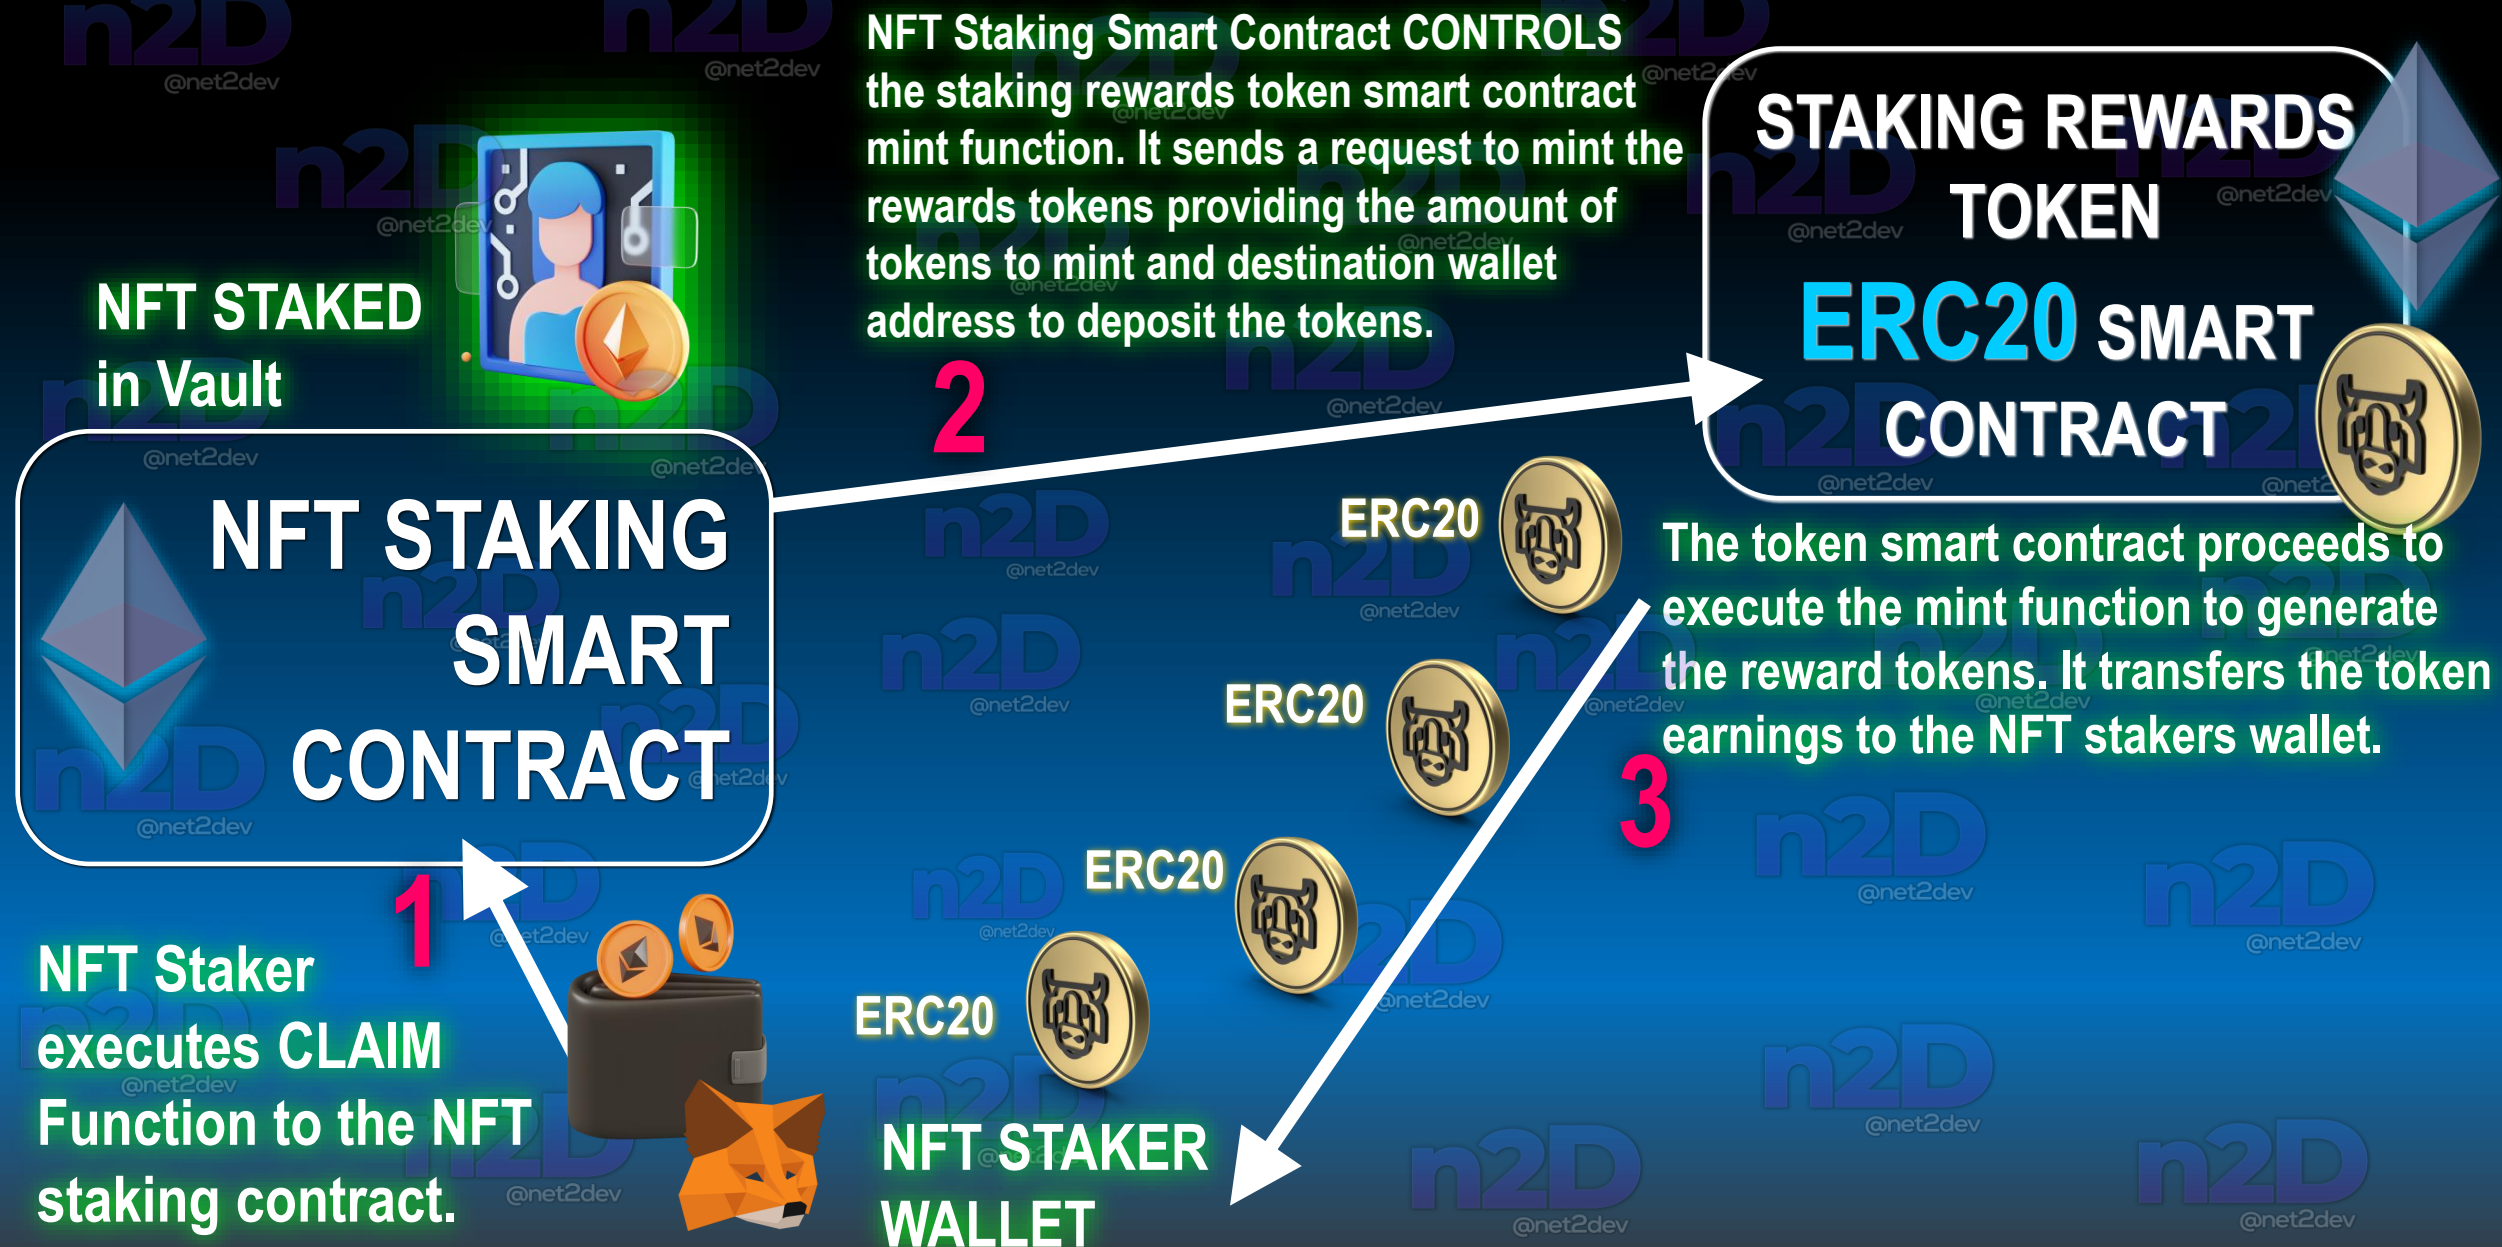 NFT Staking Smart Contract CONTROLS
the staking rewards token smart contract
mint function. It sends a request to mint the
rewards tokens providing the amount of
tokens to mint and destination wallet
address to deposit the tokens.
2
STAKING REWARDS
TOKEN
ERC20 SMART
CONTRACT
NFT STAKED
in Vault
NFT STAKING
SMART
CONTRACT
1
NFT Staker
executes CLAIM
Function to the NFT
staking contract.
ERC20
ERC20
ERC20
ERC20
The token smart contract proceeds to
execute the mint function to generate
the reward tokens. It transfers the token
earnings to the NFT stakers wallet.
3
NFT STAKER
WALLET
n2D
@net2dev